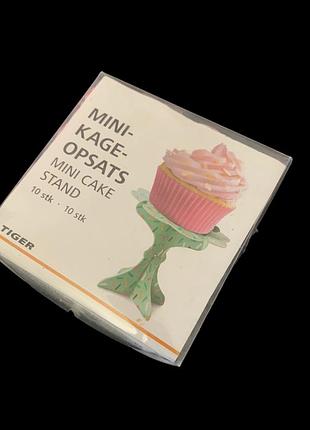 MINI-
KAGE-
OPSATS
MINI CAKE
STAND
10 stk · 10 stk
TIGER